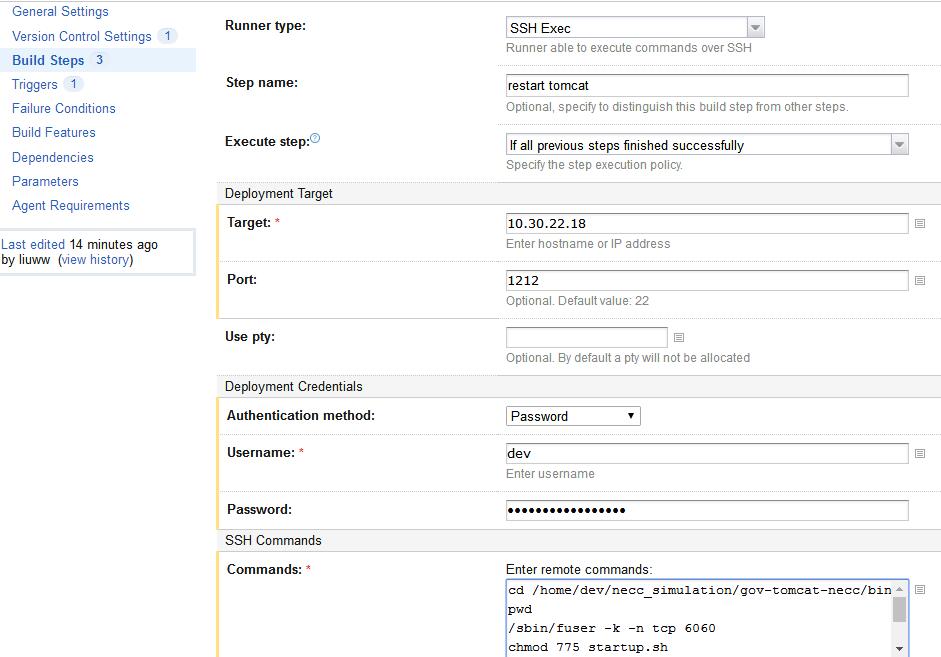 General Settings
Version Control Settings 1
Build Steps 3
Triggers 1
Failure Conditions
Build Features
Dependencies
Parameters
Agent Requirements
Last edited 14 minutes ago
by liuww (view history)
Runner type:
SSH Exec
Runner able to execute commands over SSH
Step name:
restart tomcat
Optional, specify to distinguish this build step from other steps.
Execute step:?
If all previous steps finished successfully
Specify the step execution policy.
Deployment Target
Target: *
10.30.22.18
Enter hostname or IP address
Port:
1212
Optional. Default value: 22
Use pty:
Optional. By default a pty will not be allocated
Deployment Credentials
Authentication method:
Password
Username: *
dev
Enter username
Password:
•••••••••••••••••
SSH Commands
Commands: *
Enter remote commands:
cd /home/dev/necc_simulation/gov-tomcat-necc/bin
pwd
/sbin/fuser -k -n tcp 6060
chmod 775 startup.sh